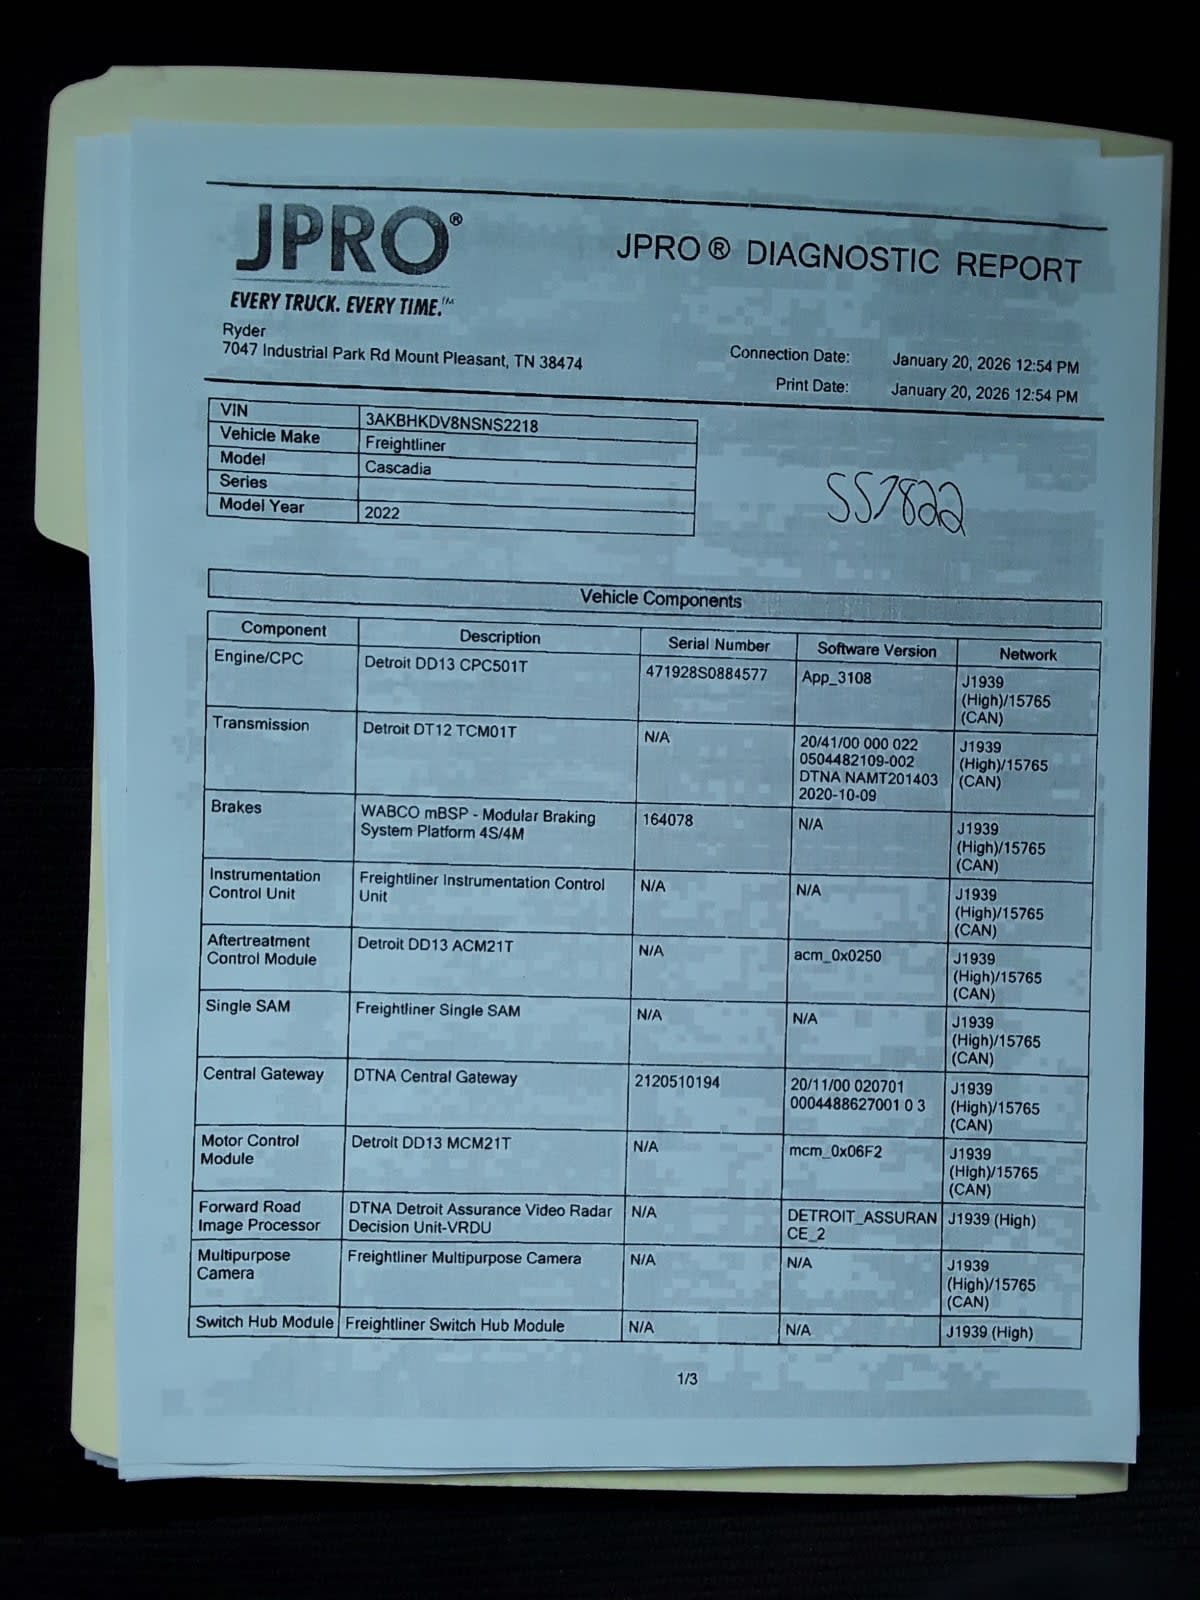 JPRO®
JPRO® DIAGNOSTIC REPORT
EVERY TRUCK. EVERY TIME.™
Ryder
7047 Industrial Park Rd Mount Pleasant, TN 38474
Connection Date: January 20, 2026 12:54 PM
Print Date: January 20, 2026 12:54 PM
VIN 3AKBHKDV8NSNS2218
Vehicle Make Freightliner
Model Cascadia
Series
Model Year 2022
557822
Vehicle Components
Component Description Serial Number Software Version Network
Engine/CPC Detroit DD13 CPC501T 471928S0884577 App_3108 J1939
(High)/15765
(CAN)
Transmission Detroit DT12 TCM01T N/A 20/41/00 000 022 J1939
0504482109-002 (High)/15765
DTNA NAMT201403 (CAN)
2020-10-09
Brakes WABCO mBSP - Modular Braking 164078 N/A J1939
System Platform 4S/4M (High)/15765
(CAN)
Instrumentation Freightliner Instrumentation Control N/A N/A J1939
Control Unit Unit (High)/15765
(CAN)
Aftertreatment Detroit DD13 ACM21T N/A acm_0x0250 J1939
Control Module (High)/15765
(CAN)
Single SAM Freightliner Single SAM N/A N/A J1939
(High)/15765
(CAN)
Central Gateway DTNA Central Gateway 2120510194 20/11/00 020701 J1939
0004488627001 0 3 (High)/15765
(CAN)
Motor Control Detroit DD13 MCM21T N/A mcm_0x06F2 J1939
Module (High)/15765
(CAN)
Forward Road DTNA Detroit Assurance Video Radar N/A DETROIT_ASSURAN J1939 (High)
Image Processor Decision Unit-VRDU CE_2
Multipurpose Freightliner Multipurpose Camera N/A N/A J1939
Camera (High)/15765
(CAN)
Switch Hub Module Freightliner Switch Hub Module N/A N/A J1939 (High)
1/3